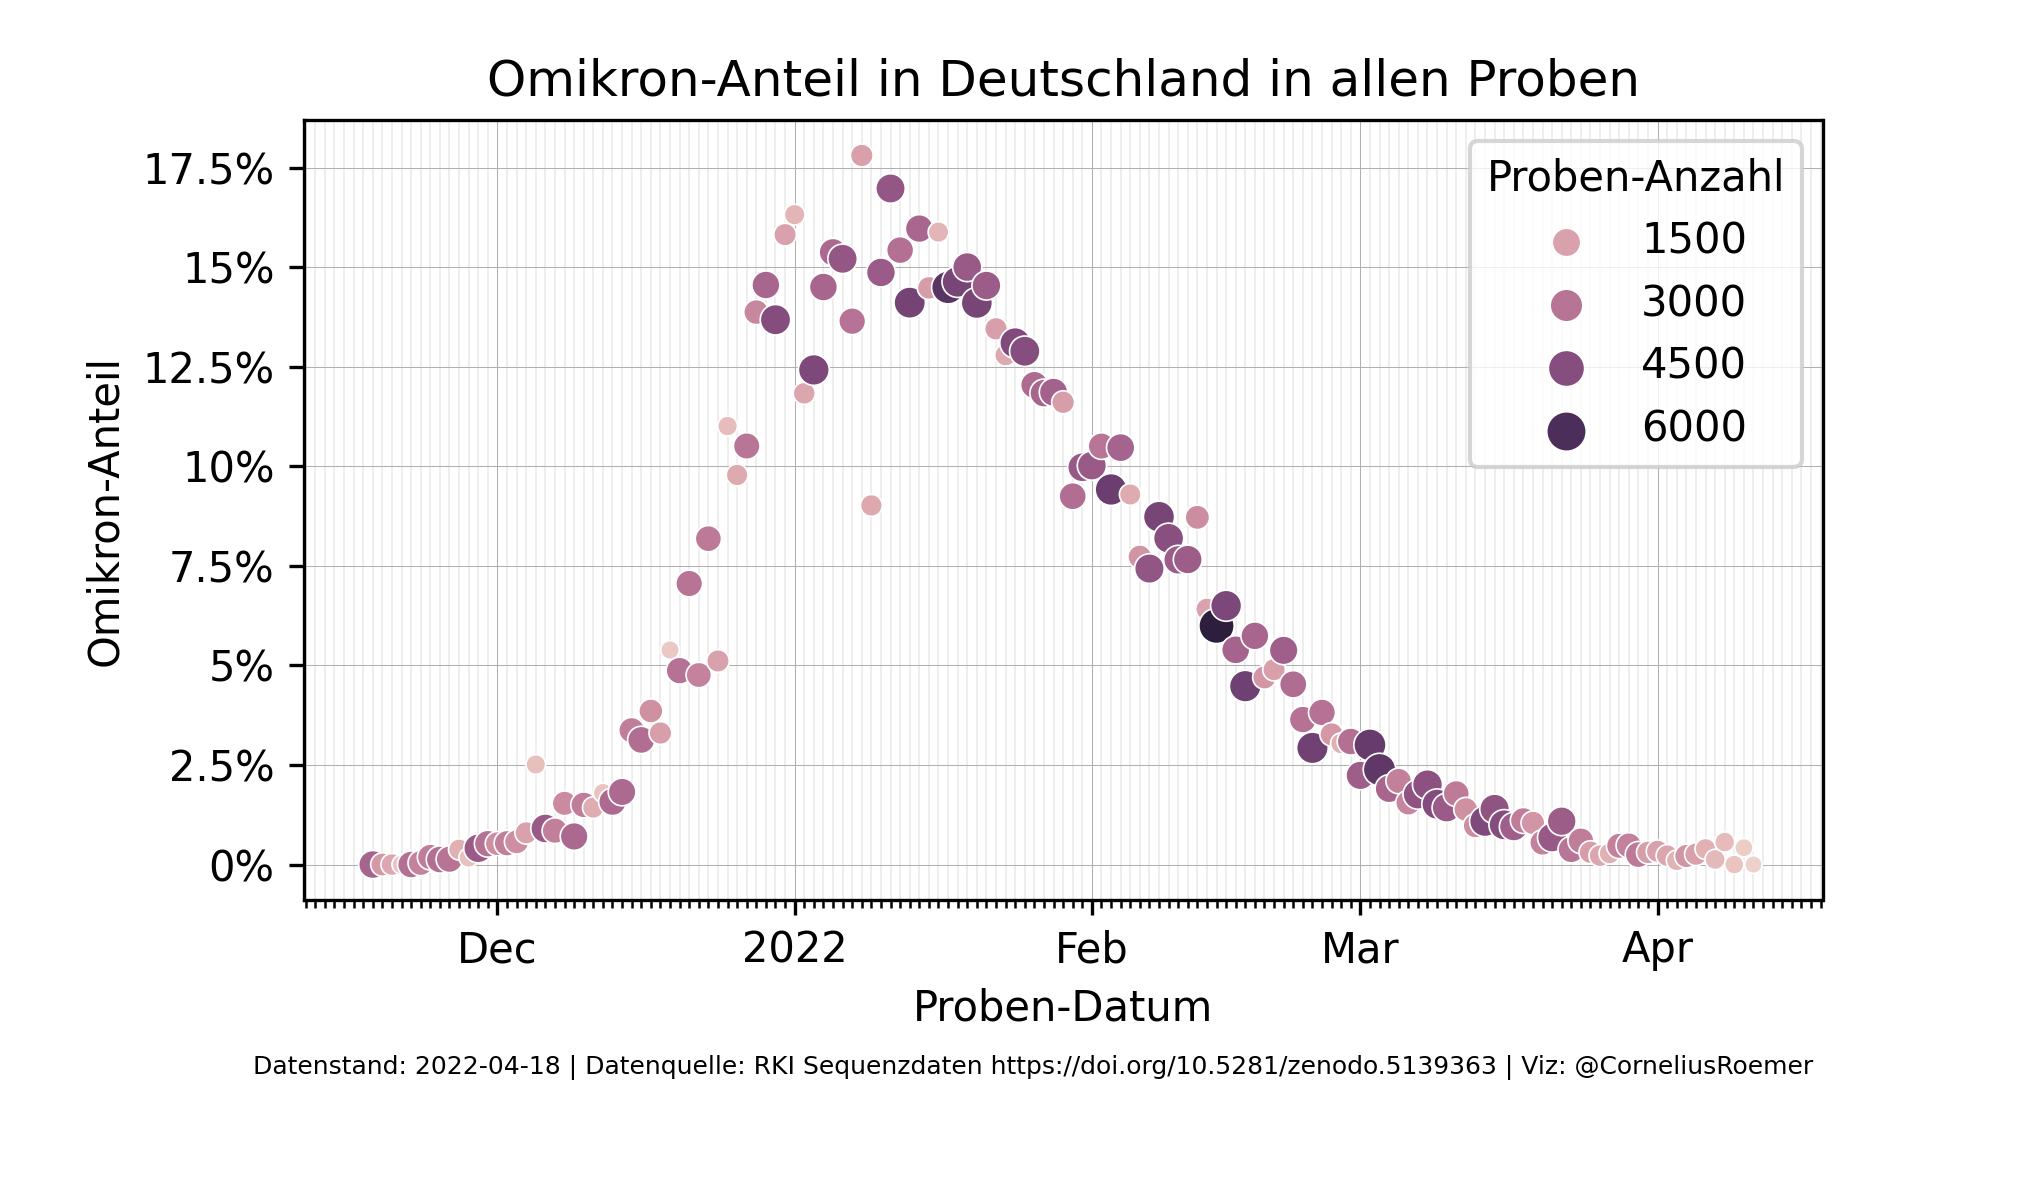 Omikron-Anteil in Deutschland in allen Proben
Omikron-Anteil
17.5%
15%
12.5%
10%
7.5%
5%
2.5%
0%
Proben-Anzahl
1500
3000
4500
6000
Dec
2022
Feb
Mar
Apr
Proben-Datum
Datenstand: 2022-04-18 | Datenquelle: RKI Sequenzdaten https://doi.org/10.5281/zenodo.5139363 | Viz: @CorneliusRoemer